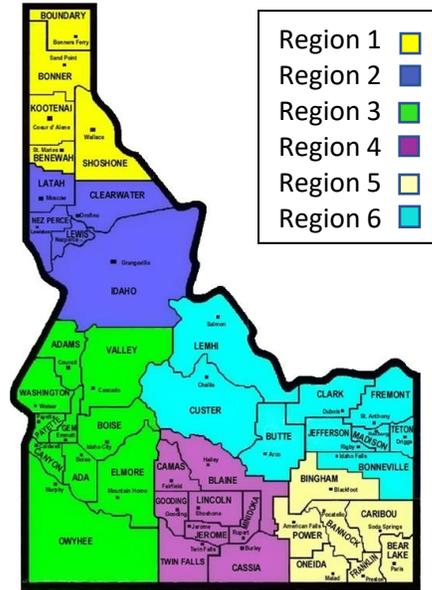 BOUNDARY
Bonners Ferry
Sand Point
BONNER
KOOTENAI
Coeur d' Alene
Wallace
St. Maries
BENEWAH
SHOSHONE
LATAH
Moscow
CLEARWATER
NEZ PERCE
Orofino
Lewiston
LEWIS
Nezperce
Grangeville
IDAHO
Region 1
Region 2
Region 3
Region 4
Region 5
Region 6
ADAMS
Council
VALLEY
Cascade
Salmon
LEMHI
Challis
CUSTER
WASHINGTON
Weiser
PAYETTE
GEM
Emmett
BOISE
Idaho City
Caldwell
CANYON
Boise
ADA
Murphy
ELMORE
Mountain Home
OWYHEE
CLARK
Dubois
FREMONT
St. Anthony
JEFFERSON
Rigby
MADISON
TETON
Driggs
BUTTE
Arco
Idaho Falls
BONNEVILLE
CAMAS
Fairfield
Hailey
BLAINE
GOODING
Gooding
LINCOLN
Shoshone
MINIDOKA
Jerome
JEROME
Rupert
Twin Falls
Burley
TWIN FALLS
CASSIA
BINGHAM
Blackfoot
American Falls
POWER
Pocatello
BANNOCK
CARIBOU
Soda Springs
ONEIDA
Malad
FRANKLIN
Preston
BEAR
LAKE
Paris